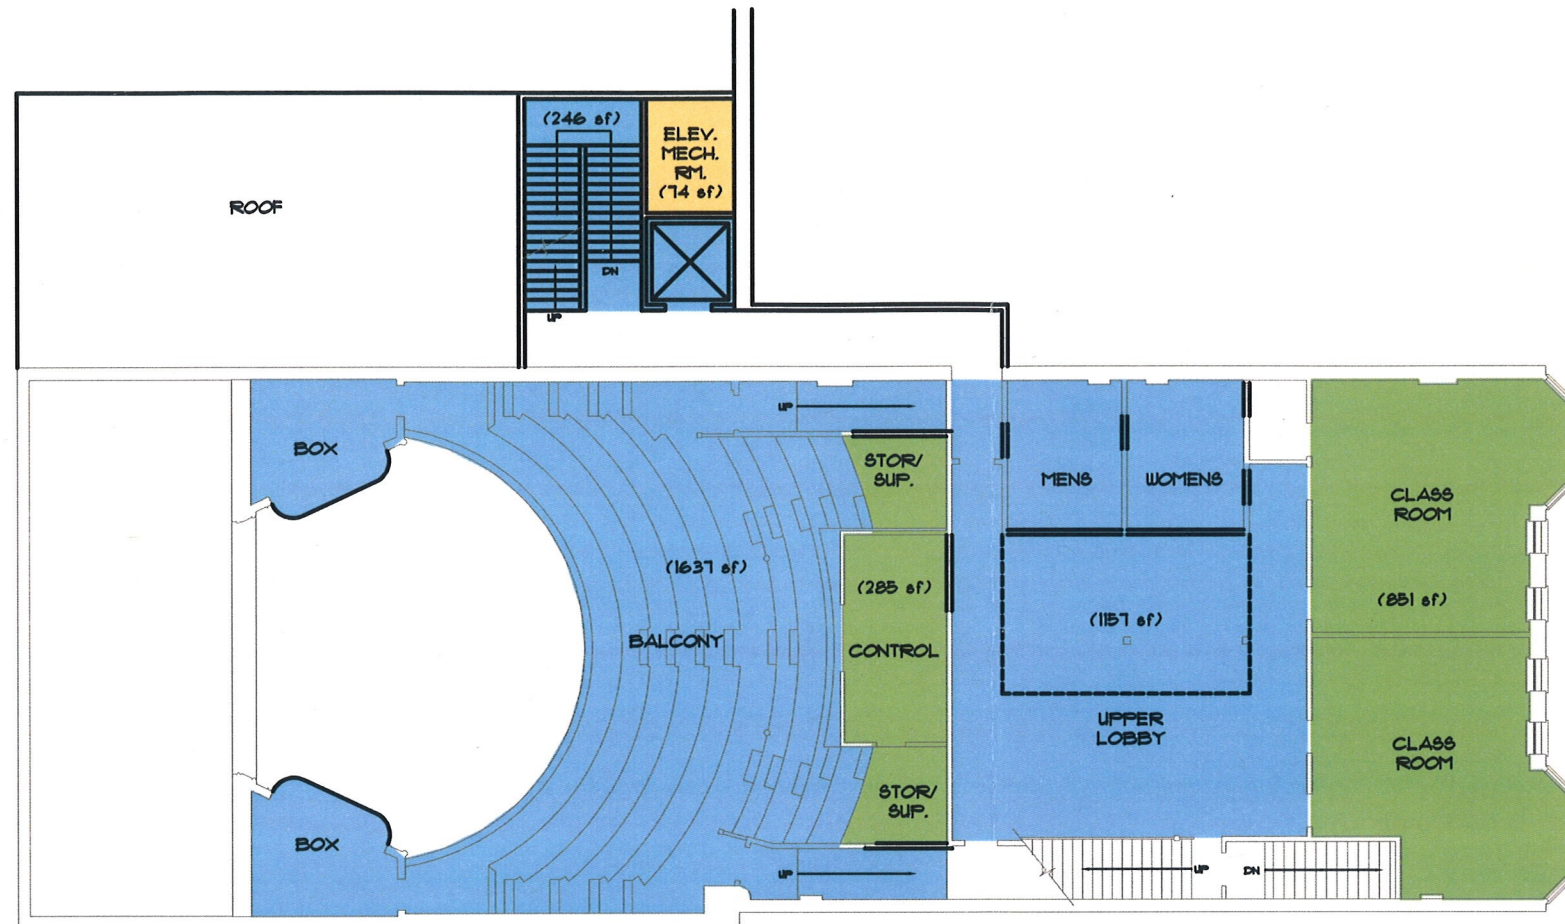 (246 sf)
ELEV.
MECH.
RM.
(74 sf)
ROOF
DN
UP
BOX
UP
STOR/
SUP.
MENS
WOMENS
CLASS
ROOM
(1637 sf)
(285 sf)
(1157 sf)
(851 sf)
BALCONY
CONTROL
UPPER
LOBBY
CLASS
ROOM
STOR/
SUP.
BOX
UP
UP
DN